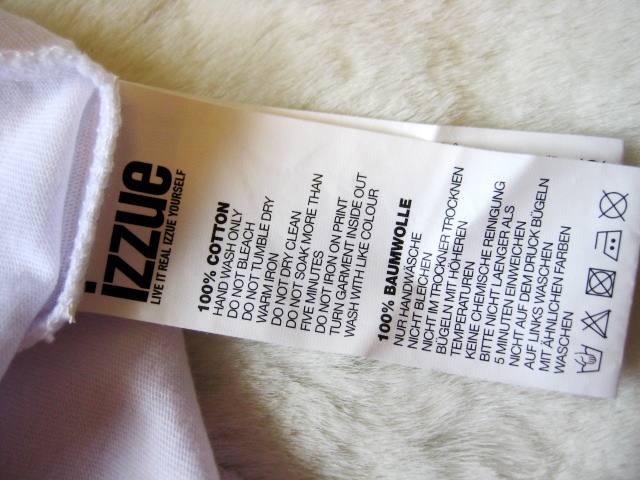 izzue
LIVE IT REAL IZZUE YOURSELF
100% COTTON
HAND WASH ONLY
DO NOT BLEACH
DO NOT TUMBLE DRY
WARM IRON
DO NOT DRY CLEAN
DO NOT SOAK MORE THAN
FIVE MINUTES
DO NOT IRON ON PRINT
TURN GARMENT INSIDE OUT
WASH WITH LIKE COLOUR
100% BAUMWOLLE
NUR HANDWÄSCHE
NICHT BLEICHEN
NICHT IM TROCKNER TROCKNEN
BÜGELN MIT HÖHEREN
TEMPERATUREN
KEINE CHEMISCHE REINIGUNG
BITTE NICHT LAENGER ALS
5 MINUTEN EINWEICHEN
NICHT AUF DEM DRUCK BÜGELN
AUF LINKS WASCHEN
MIT ÄHNLICHEN FARBEN
WASCHEN